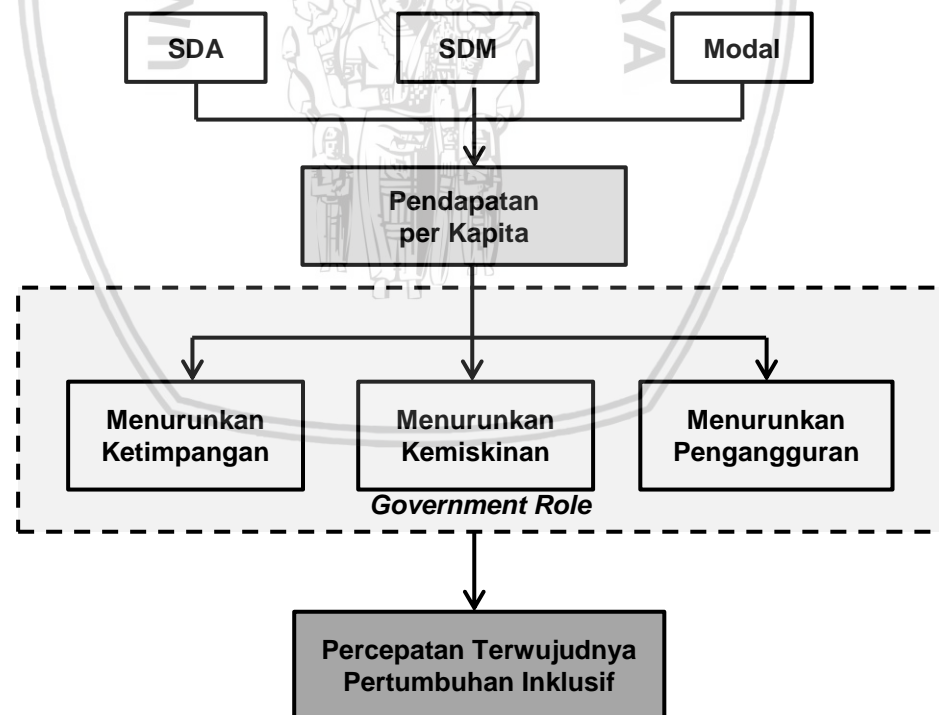 SDA
SDM
Modal
Pendapatan
per Kapita
Menurunkan
Ketimpangan
Menurunkan
Kemiskinan
Menurunkan
Pengangguran
Government Role
Percepatan Terwujudnya
Pertumbuhan Inklusif